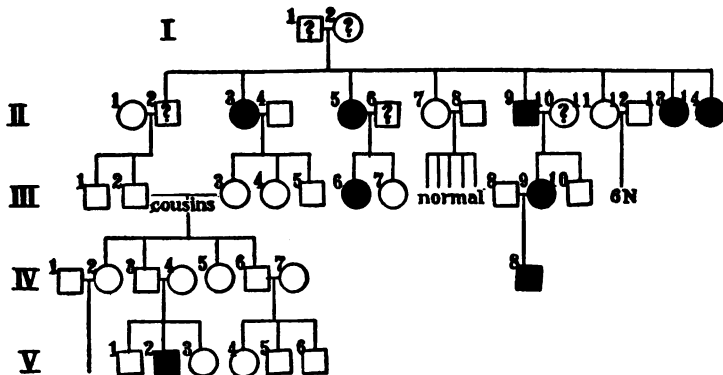 I 1 ? 2 ?
II 1 2 ? 3 4 5 6 ? 7 8 9 10 ? 11 12 13 14
III 1 2 cousins 3 4 5 6 7 normal 8 9 10 6N
IV 1 2 3 4 5 6 7 8
V 1 2 3 4 5 6